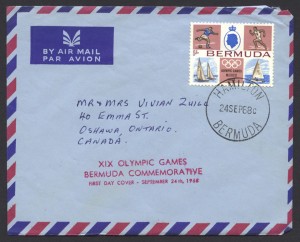 BY AIR MAIL
PAR AVION
BERMUDA
HAMILTON
24 SEP 68
BERMUDA
MR & MRS VIVIAN ZUILL
40 EMMA ST.
OSHAWA, ONTARIO.
CANADA.
XIX OLYMPIC GAMES
BERMUDA COMMEMORATIVE
FIRST DAY COVER - SEPTEMBER 24th, 1968